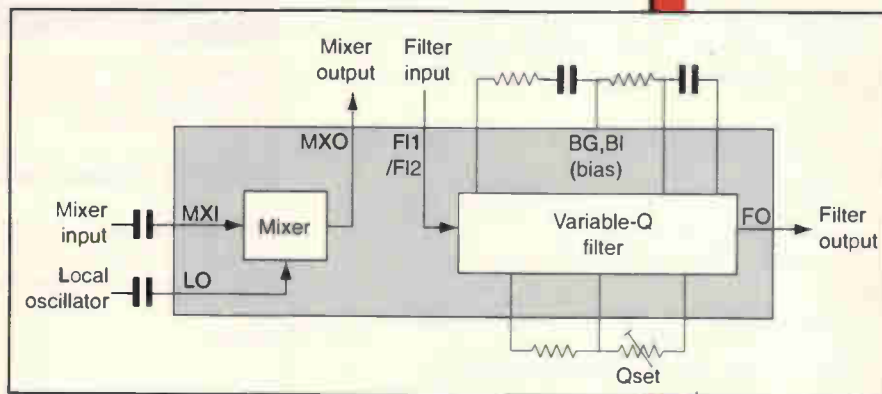 Mixer
output
Filter
input
MXO
FI1
/FI2
BG,BI
(bias)
Mixer
input
MXI
Mixer
Variable-Q
filter
FO
Filter
output
Local
oscillator
LO
Qset